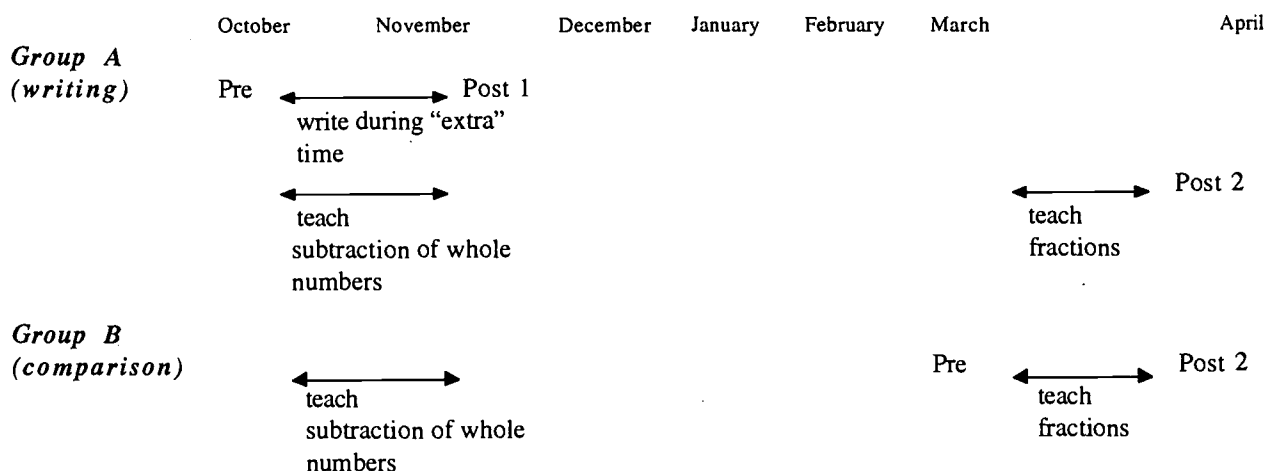 October November December January February March April
Group A
(writing) Pre Post 1
write during “extra”
time
Post 2
teach teach
subtraction of whole fractions
numbers
Group B
(comparison) Pre Post 2
teach teach
subtraction of whole fractions
numbers